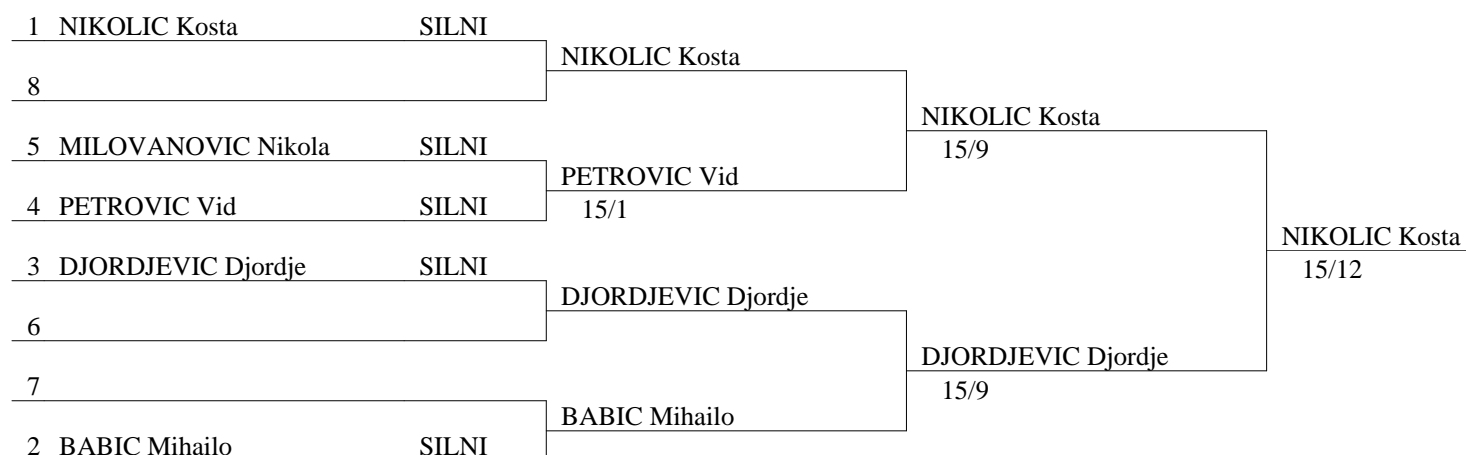 1 NIKOLIC Kosta SILNI
NIKOLIC Kosta
8
NIKOLIC Kosta
15/9
5 MILOVANOVIC Nikola SILNI
PETROVIC Vid
15/1
4 PETROVIC Vid SILNI
NIKOLIC Kosta
15/12
3 DJORDJEVIC Djordje SILNI
DJORDJEVIC Djordje
6
DJORDJEVIC Djordje
15/9
7
BABIC Mihailo
2 BABIC Mihailo SILNI